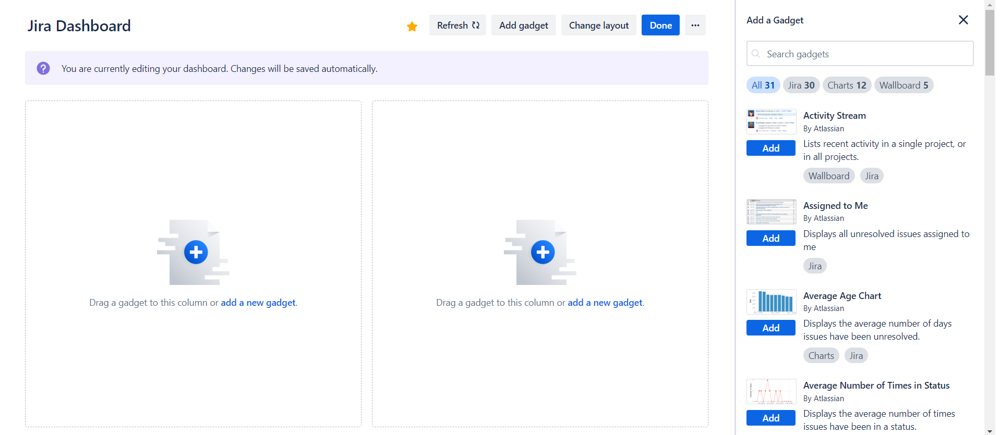 Jira Dashboard
Refresh
Add gadget
Change layout
Done
You are currently editing your dashboard. Changes will be saved automatically.
Drag a gadget to this column or add a new gadget.
Drag a gadget to this column or add a new gadget.
Add a Gadget
Search gadgets
All 31
Jira 30
Charts 12
Wallboard 5
Activity Stream
By Atlassian
Add
Lists recent activity in a single project, or
in all projects.
Wallboard
Jira
Assigned to Me
By Atlassian
Add
Displays all unresolved issues assigned to
me
Jira
Average Age Chart
By Atlassian
Add
Displays the average number of days
issues have been unresolved.
Charts
Jira
Average Number of Times in Status
By Atlassian
Add
Displays the average number of times
issues have been in a status.